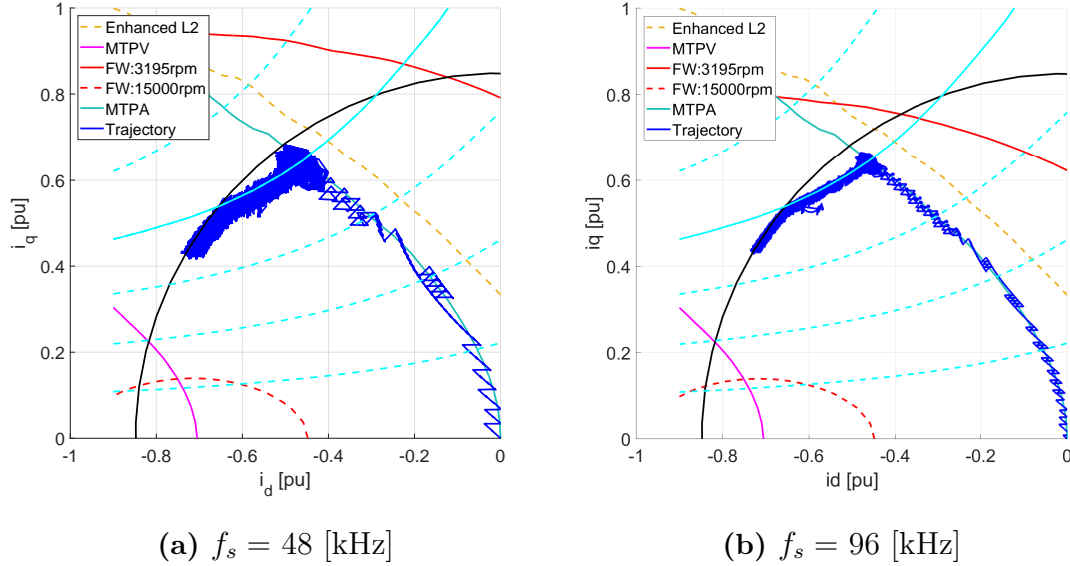 Enhanced L2
MTPV
FW:3195rpm
FW:15000rpm
MTPA
Trajectory
1
0.8
0.6
0.4
0.2
0
-1
-0.8
-0.6
-0.4
-0.2
0
i_q [pu]
i_d [pu]
(a) f_s = 48 [kHz]
Enhanced L2
MTPV
FW:3195rpm
FW:15000rpm
MTPA
Trajectory
1
0.8
0.6
0.4
0.2
0
-1
-0.8
-0.6
-0.4
-0.2
0
iq [pu]
id [pu]
(b) f_s = 96 [kHz]